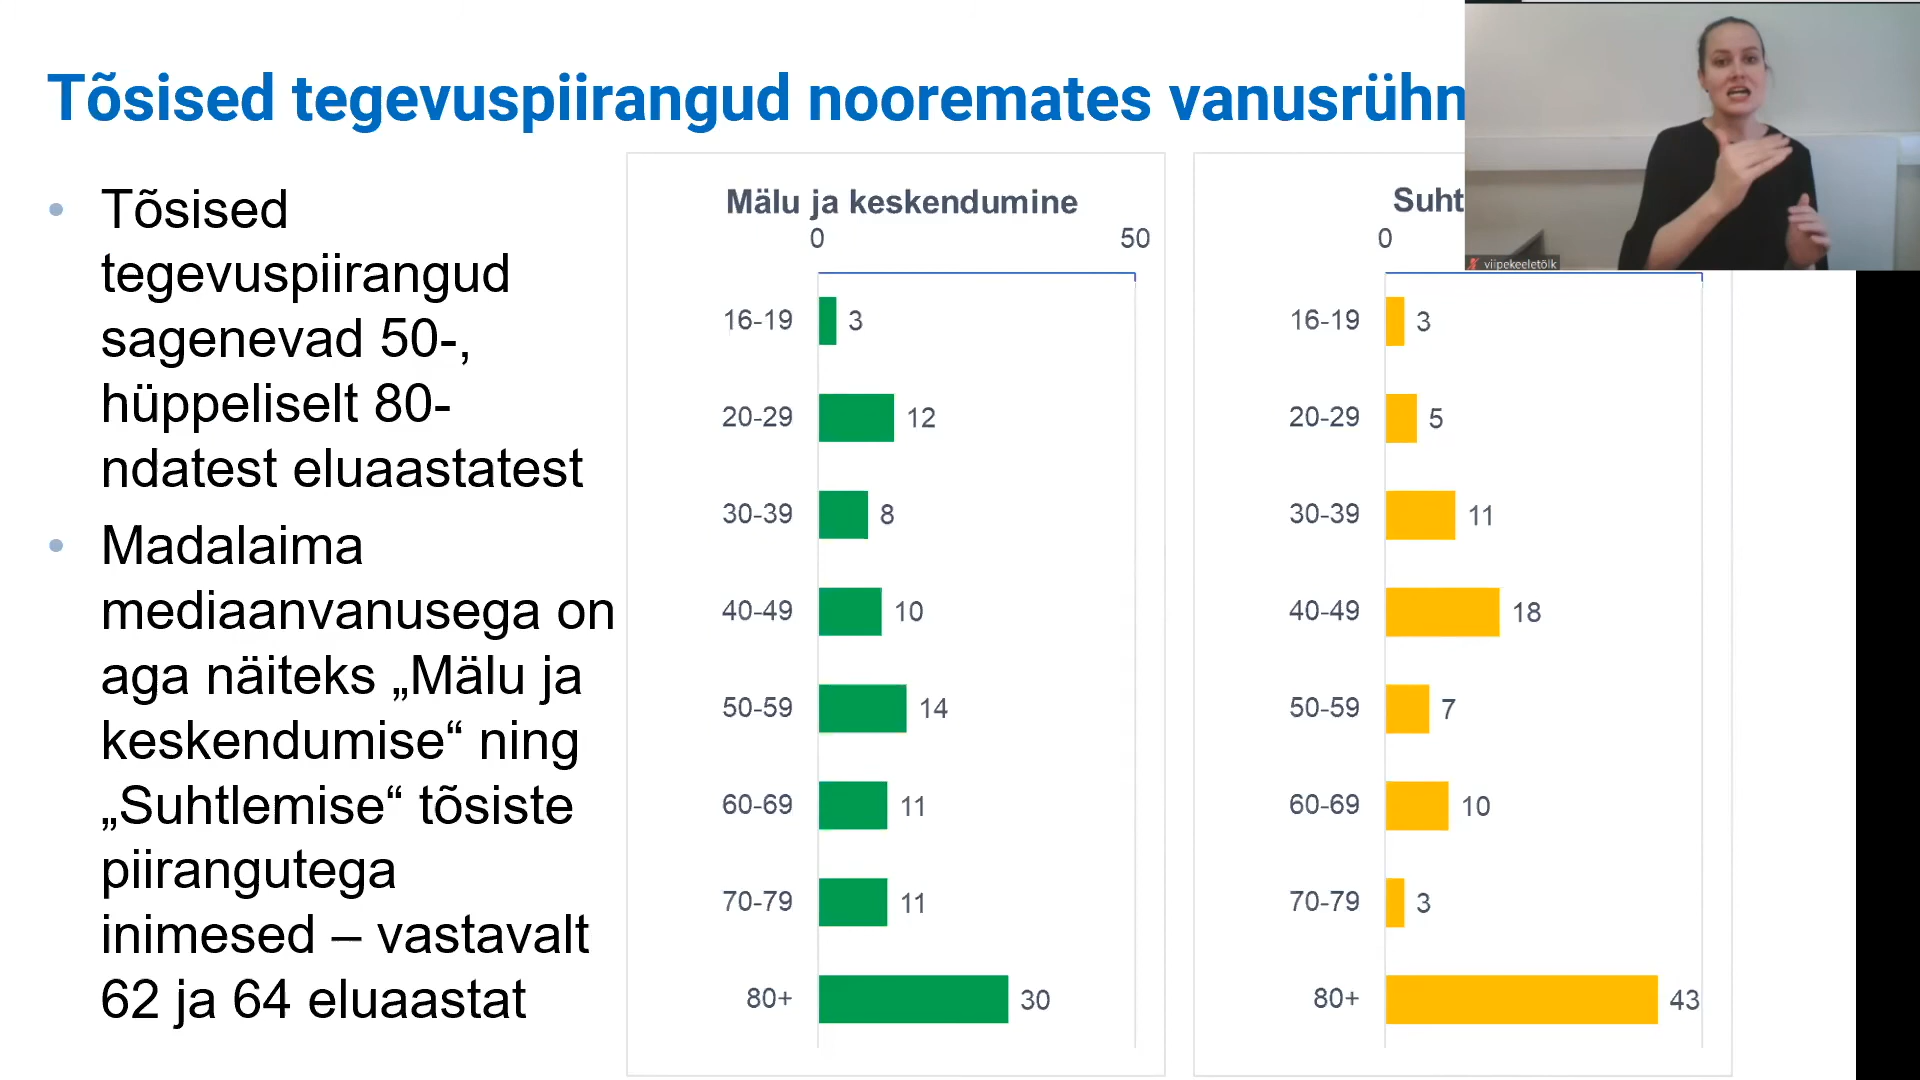 Tõsised tegevuspiirangud nooremates
• Tõsised
tegevuspiirangud
sagenevad 50-,
hüppeliselt 80-
ndatest eluaastatest
• Madalaima
mediaanvanusega on
aga näiteks „Mälu ja
keskendumise“ ning
„Suhtlemise“ tõsiste
piirangutega
inimesed – vastavalt
62 ja 64 eluaastat
Mälu ja keskendumine
0 50
16-19 3
20-29 12
30-39 8
40-49 10
50-59 14
60-69 11
70-79 11
80+ 30
0
16-19 3
20-29 5
30-39 11
40-49 18
50-59 7
60-69 10
70-79 3
80+ 43
viipekeeletõlk